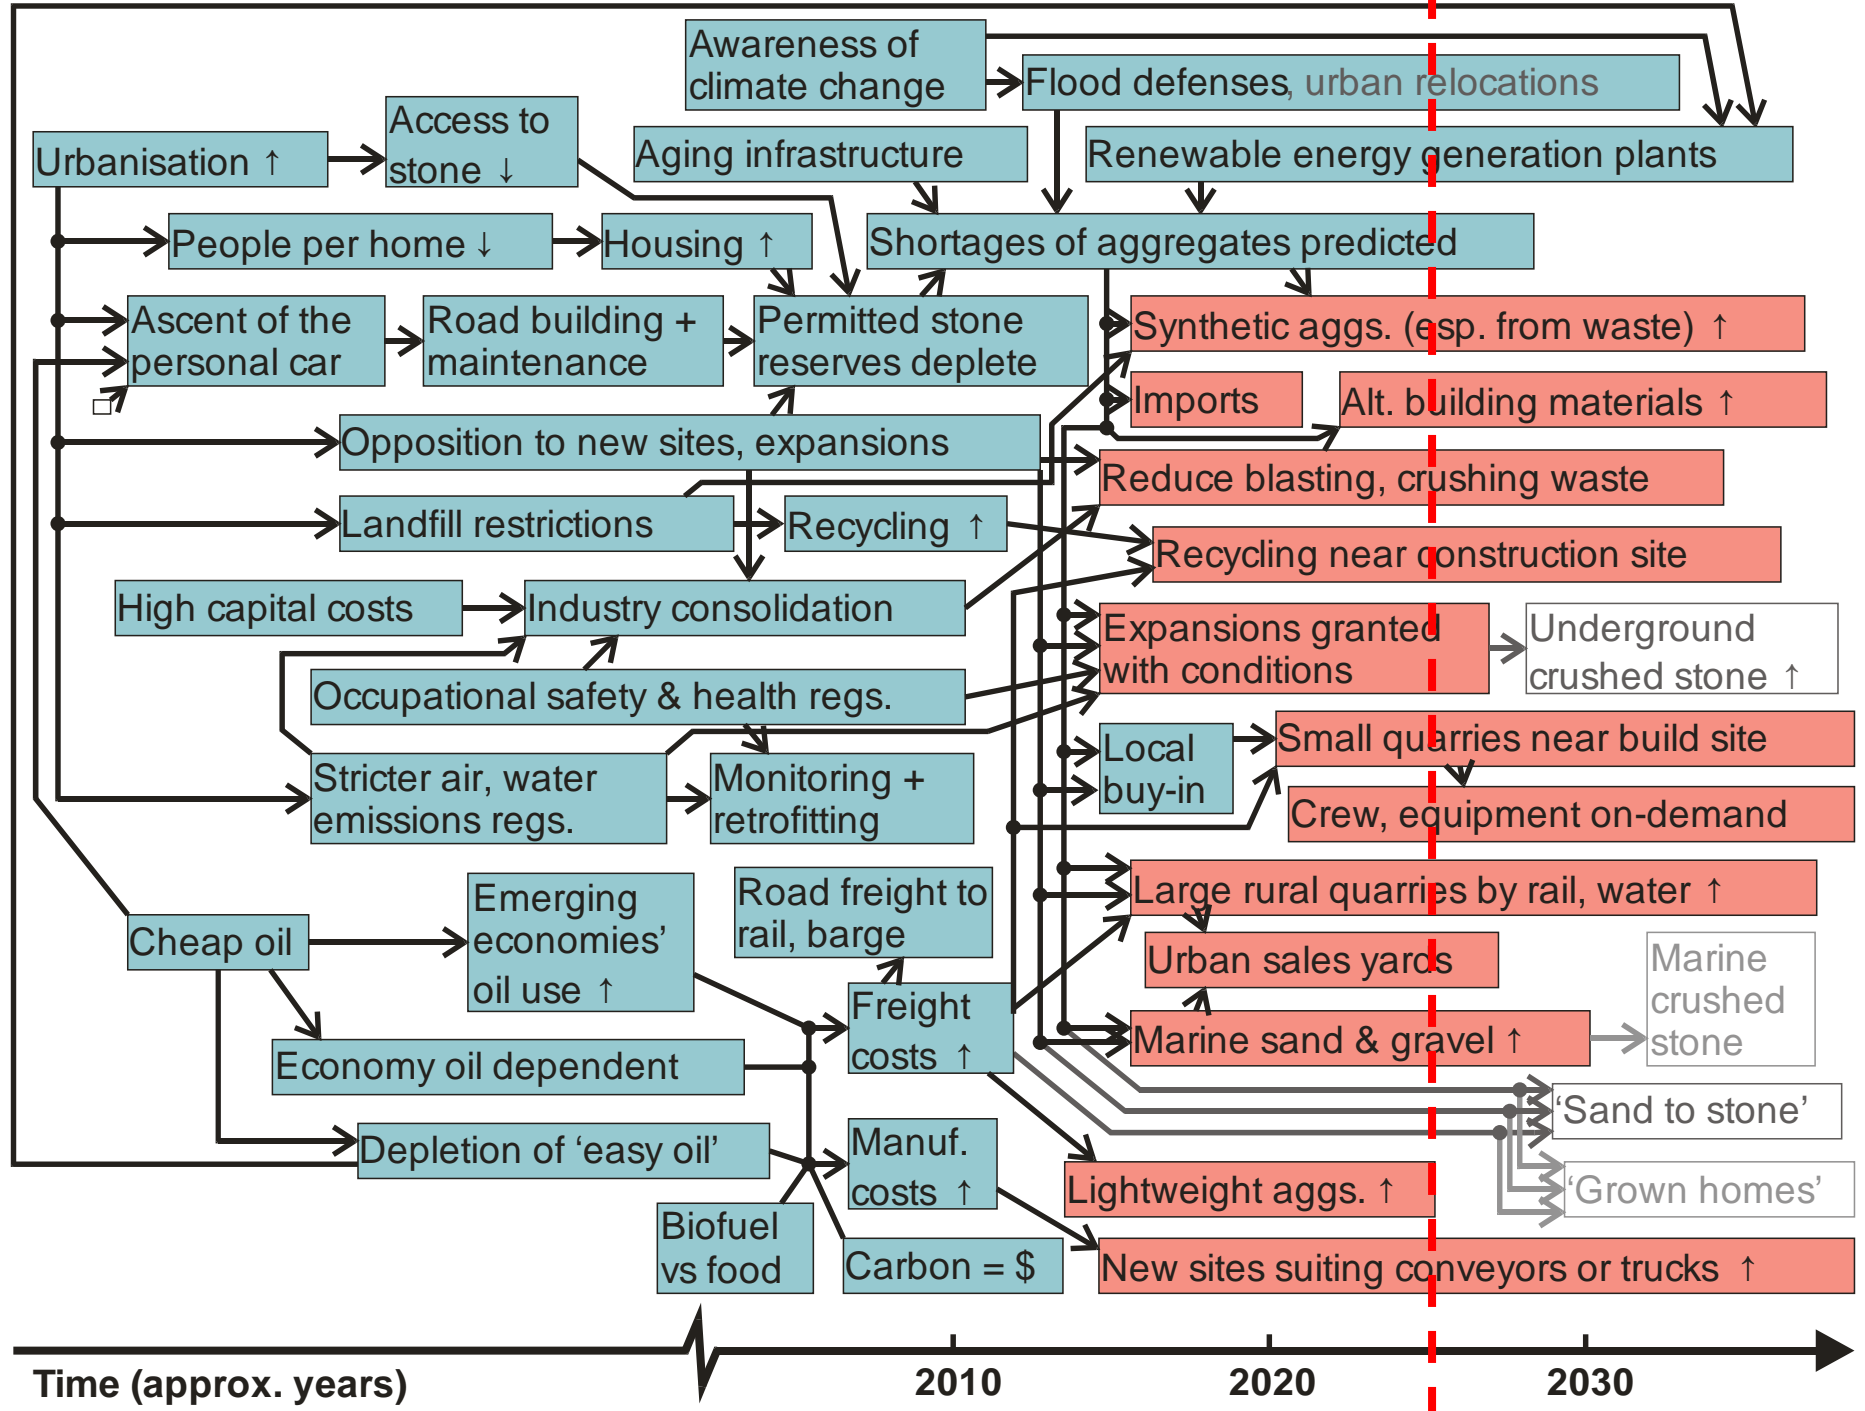 Awareness of
climate change
Flood defenses, urban relocations
Access to
stone ↓
Urbanisation ↑
Aging infrastructure
Renewable energy generation plants
People per home ↓
Housing ↑
Shortages of aggregates predicted
Ascent of the
personal car
Road building +
maintenance
Permitted stone
reserves deplete
Synthetic aggs. (esp. from waste) ↑
Imports
Alt. building materials ↑
Opposition to new sites, expansions
Reduce blasting, crushing waste
Landfill restrictions
Recycling ↑
Recycling near construction site
High capital costs
Industry consolidation
Expansions granted
with conditions
Underground
crushed stone ↑
Occupational safety & health regs.
Stricter air, water
emissions regs.
Monitoring +
retrofitting
Local
buy-in
Small quarries near build site
Crew, equipment on-demand
Emerging
economies’
oil use ↑
Road freight to
rail, barge
Large rural quarries by rail, water ↑
Cheap oil
Urban sales yards
Marine
crushed
stone
Freight
costs ↑
Marine sand & gravel ↑
Economy oil dependent
‘Sand to stone’
Depletion of ‘easy oil’
Manuf.
costs ↑
Lightweight aggs. ↑
‘Grown homes’
Biofuel
vs food
Carbon = $
New sites suiting conveyors or trucks ↑
Time (approx. years)
2010
2020
2030